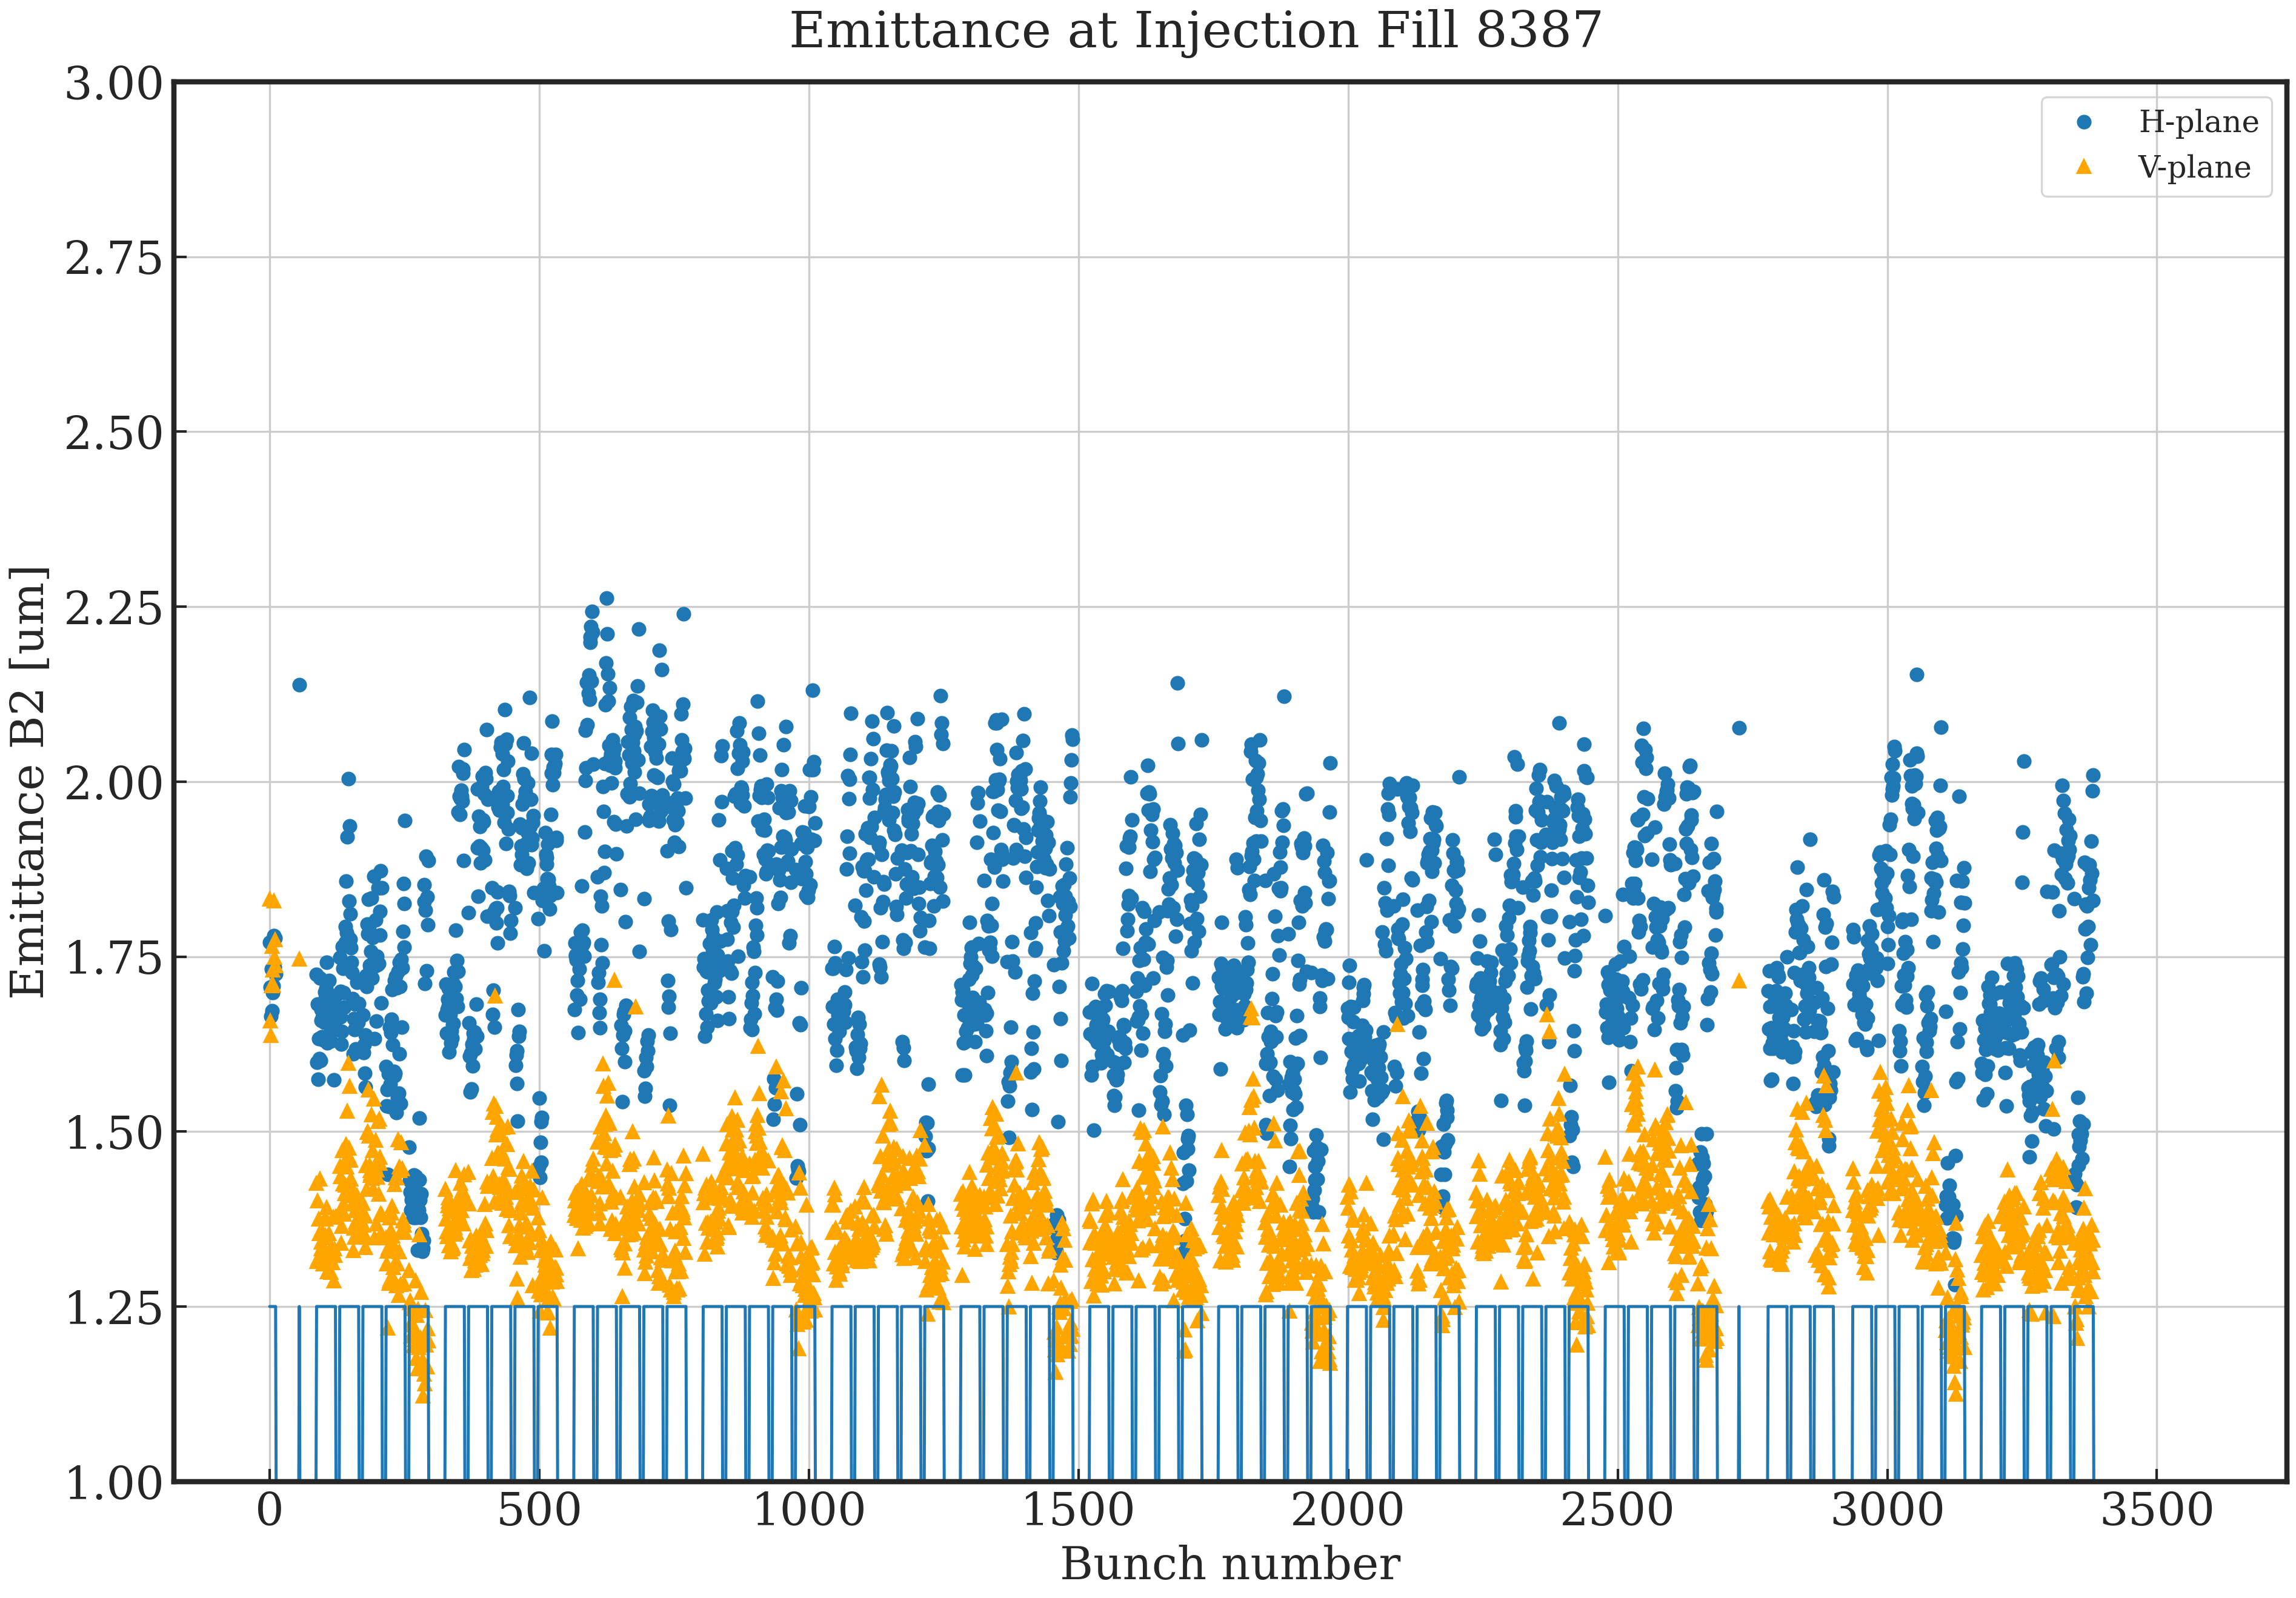 Emittance at Injection Fill 8387
3.00
2.75
2.50
2.25
2.00
1.75
1.50
1.25
1.00
Emittance B2 [um]
H-plane
V-plane
0 500 1000 1500 2000 2500 3000 3500
Bunch number